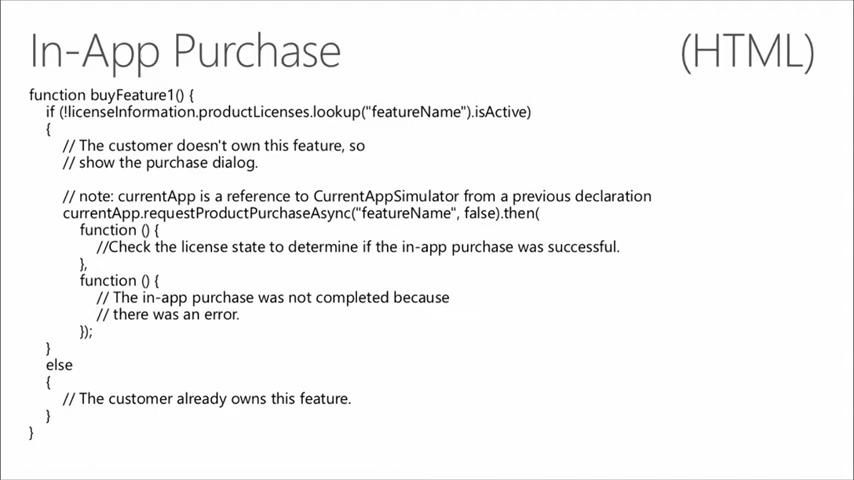 In-App Purchase (HTML)
function buyFeature1() {
if (!licenseInformation.productLicenses.lookup("featureName").isActive)
{
// The customer doesn't own this feature, so
// show the purchase dialog.
// note: currentApp is a reference to CurrentAppSimulator from a previous declaration
currentApp.requestProductPurchaseAsync("featureName", false).then(
function () {
//Check the license state to determine if the in-app purchase was successful.
},
function () {
// The in-app purchase was not completed because
// there was an error.
});
}
else
{
// The customer already owns this feature.
}
}